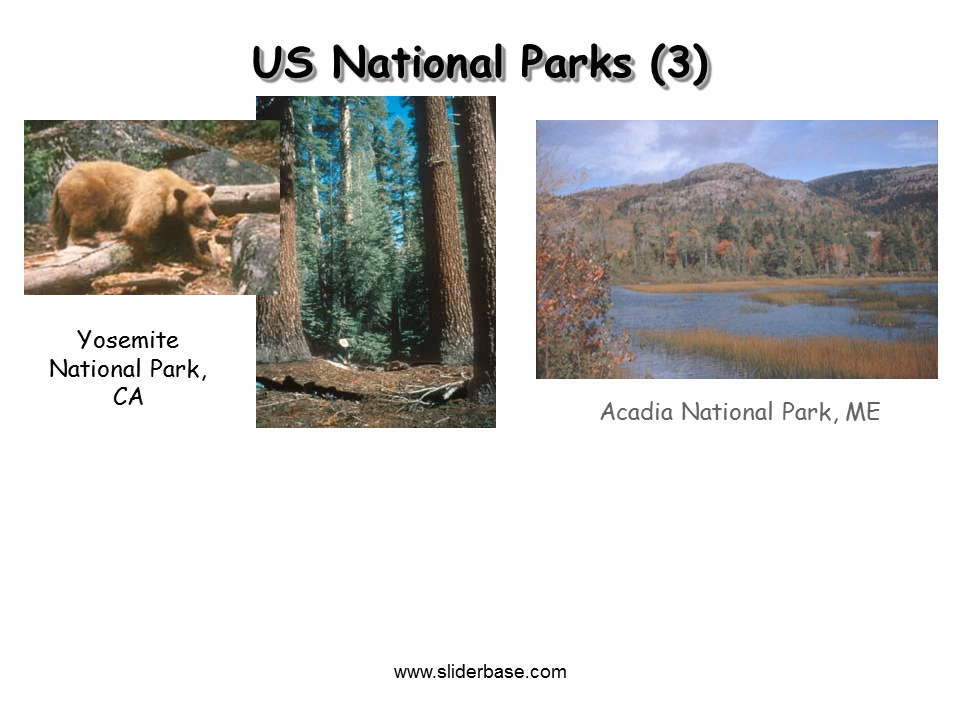 US National Parks (3)
Yosemite
National Park,
CA
Acadia National Park, ME
www.sliderbase.com